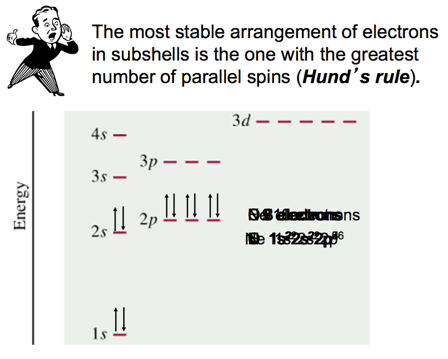 The most stable arrangement of electrons
in subshells is the one with the greatest
number of parallel spins (Hund's rule).
3d
4s
3p
3s
Energy
2s
2p
1s